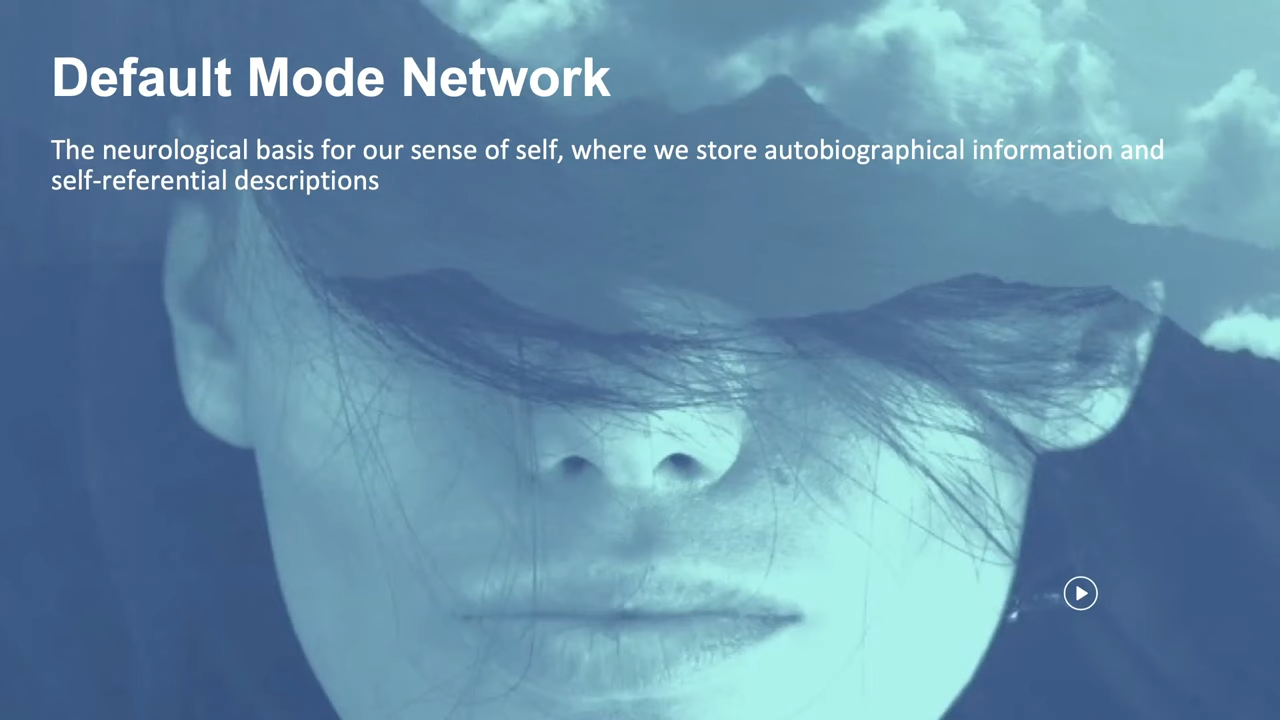 Default Mode Network
The neurological basis for our sense of self, where we store autobiographical information and
self-referential descriptions